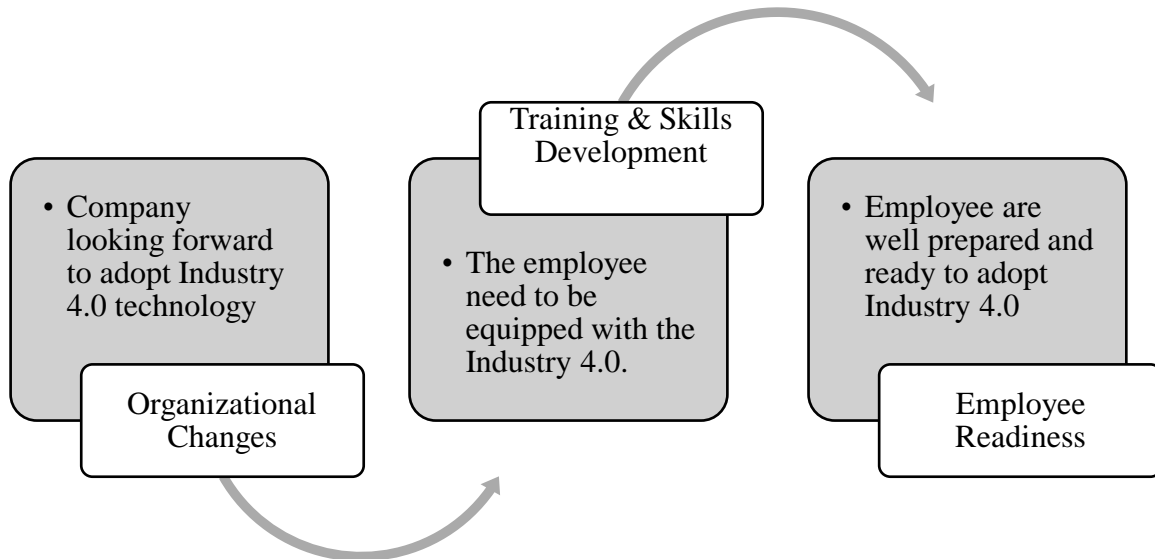 • Company
looking forward
to adopt Industry
4.0 technology
Organizational
Changes
Training & Skills
Development
• The employee
need to be
equipped with the
Industry 4.0.
• Employee are
well prepared and
ready to adopt
Industry 4.0
Employee
Readiness